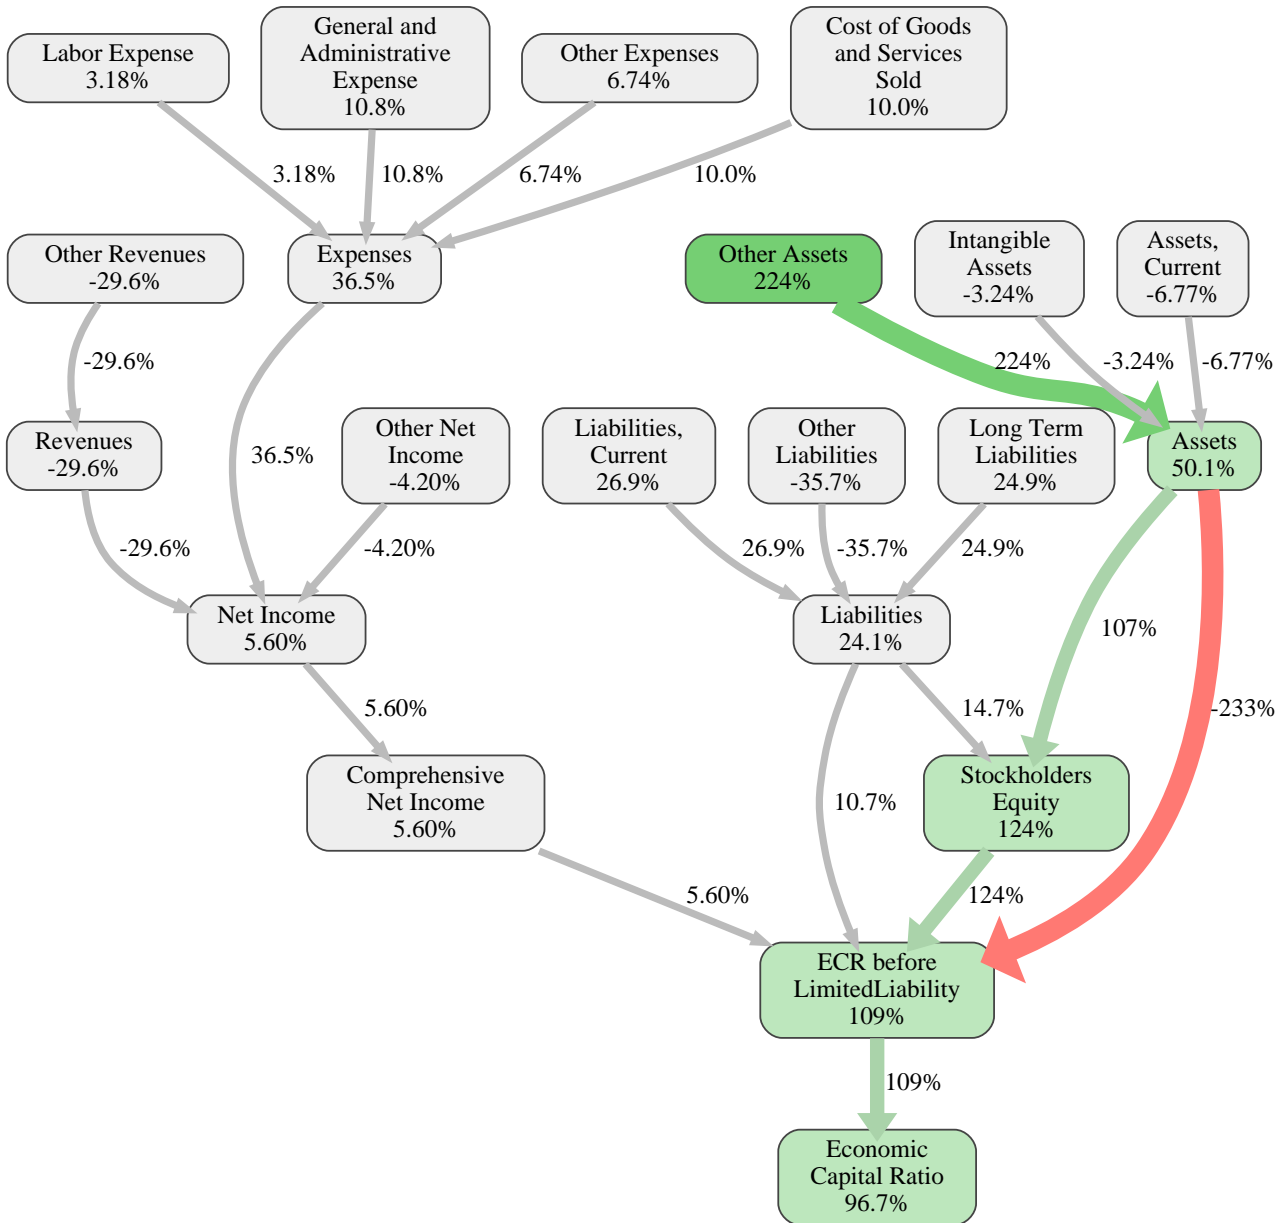 Labor Expense
3.18%
General and
Administrative
Expense
10.8%
Other Expenses
6.74%
Cost of Goods
and Services
Sold
10.0%
3.18%
10.8%
6.74%
10.0%
Other Revenues
-29.6%
Expenses
36.5%
Other Assets
224%
Intangible
Assets
-3.24%
Assets,
Current
-6.77%
-29.6%
224%
-3.24%
-6.77%
Revenues
-29.6%
36.5%
Other Net
Income
-4.20%
Liabilities,
Current
26.9%
Other
Liabilities
-35.7%
Long Term
Liabilities
24.9%
Assets
50.1%
-29.6%
-4.20%
26.9%
-35.7%
24.9%
Net Income
5.60%
Liabilities
24.1%
107%
5.60%
14.7%
-233%
Comprehensive
Net Income
5.60%
10.7%
Stockholders
Equity
124%
5.60%
124%
ECR before
LimitedLiability
109%
109%
Economic
Capital Ratio
96.7%